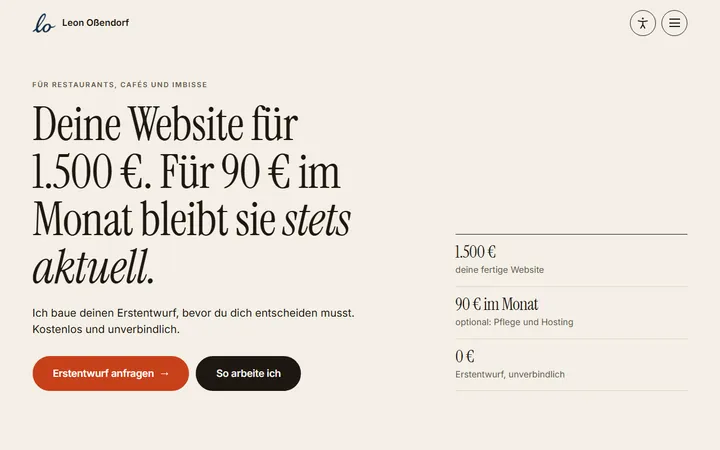 lo Leon Oßendorf
FÜR RESTAURANTS, CAFÉS UND IMBISSE
Deine Website für
1.500 €. Für 90 € im
Monat bleibt sie stets
aktuell.
Ich baue deinen Erstentwurf, bevor du dich entscheiden musst.
Kostenlos und unverbindlich.
Erstentwurf anfragen →
So arbeite ich
1.500 €
deine fertige Website
90 € im Monat
optional: Pflege und Hosting
0 €
Erstentwurf, unverbindlich